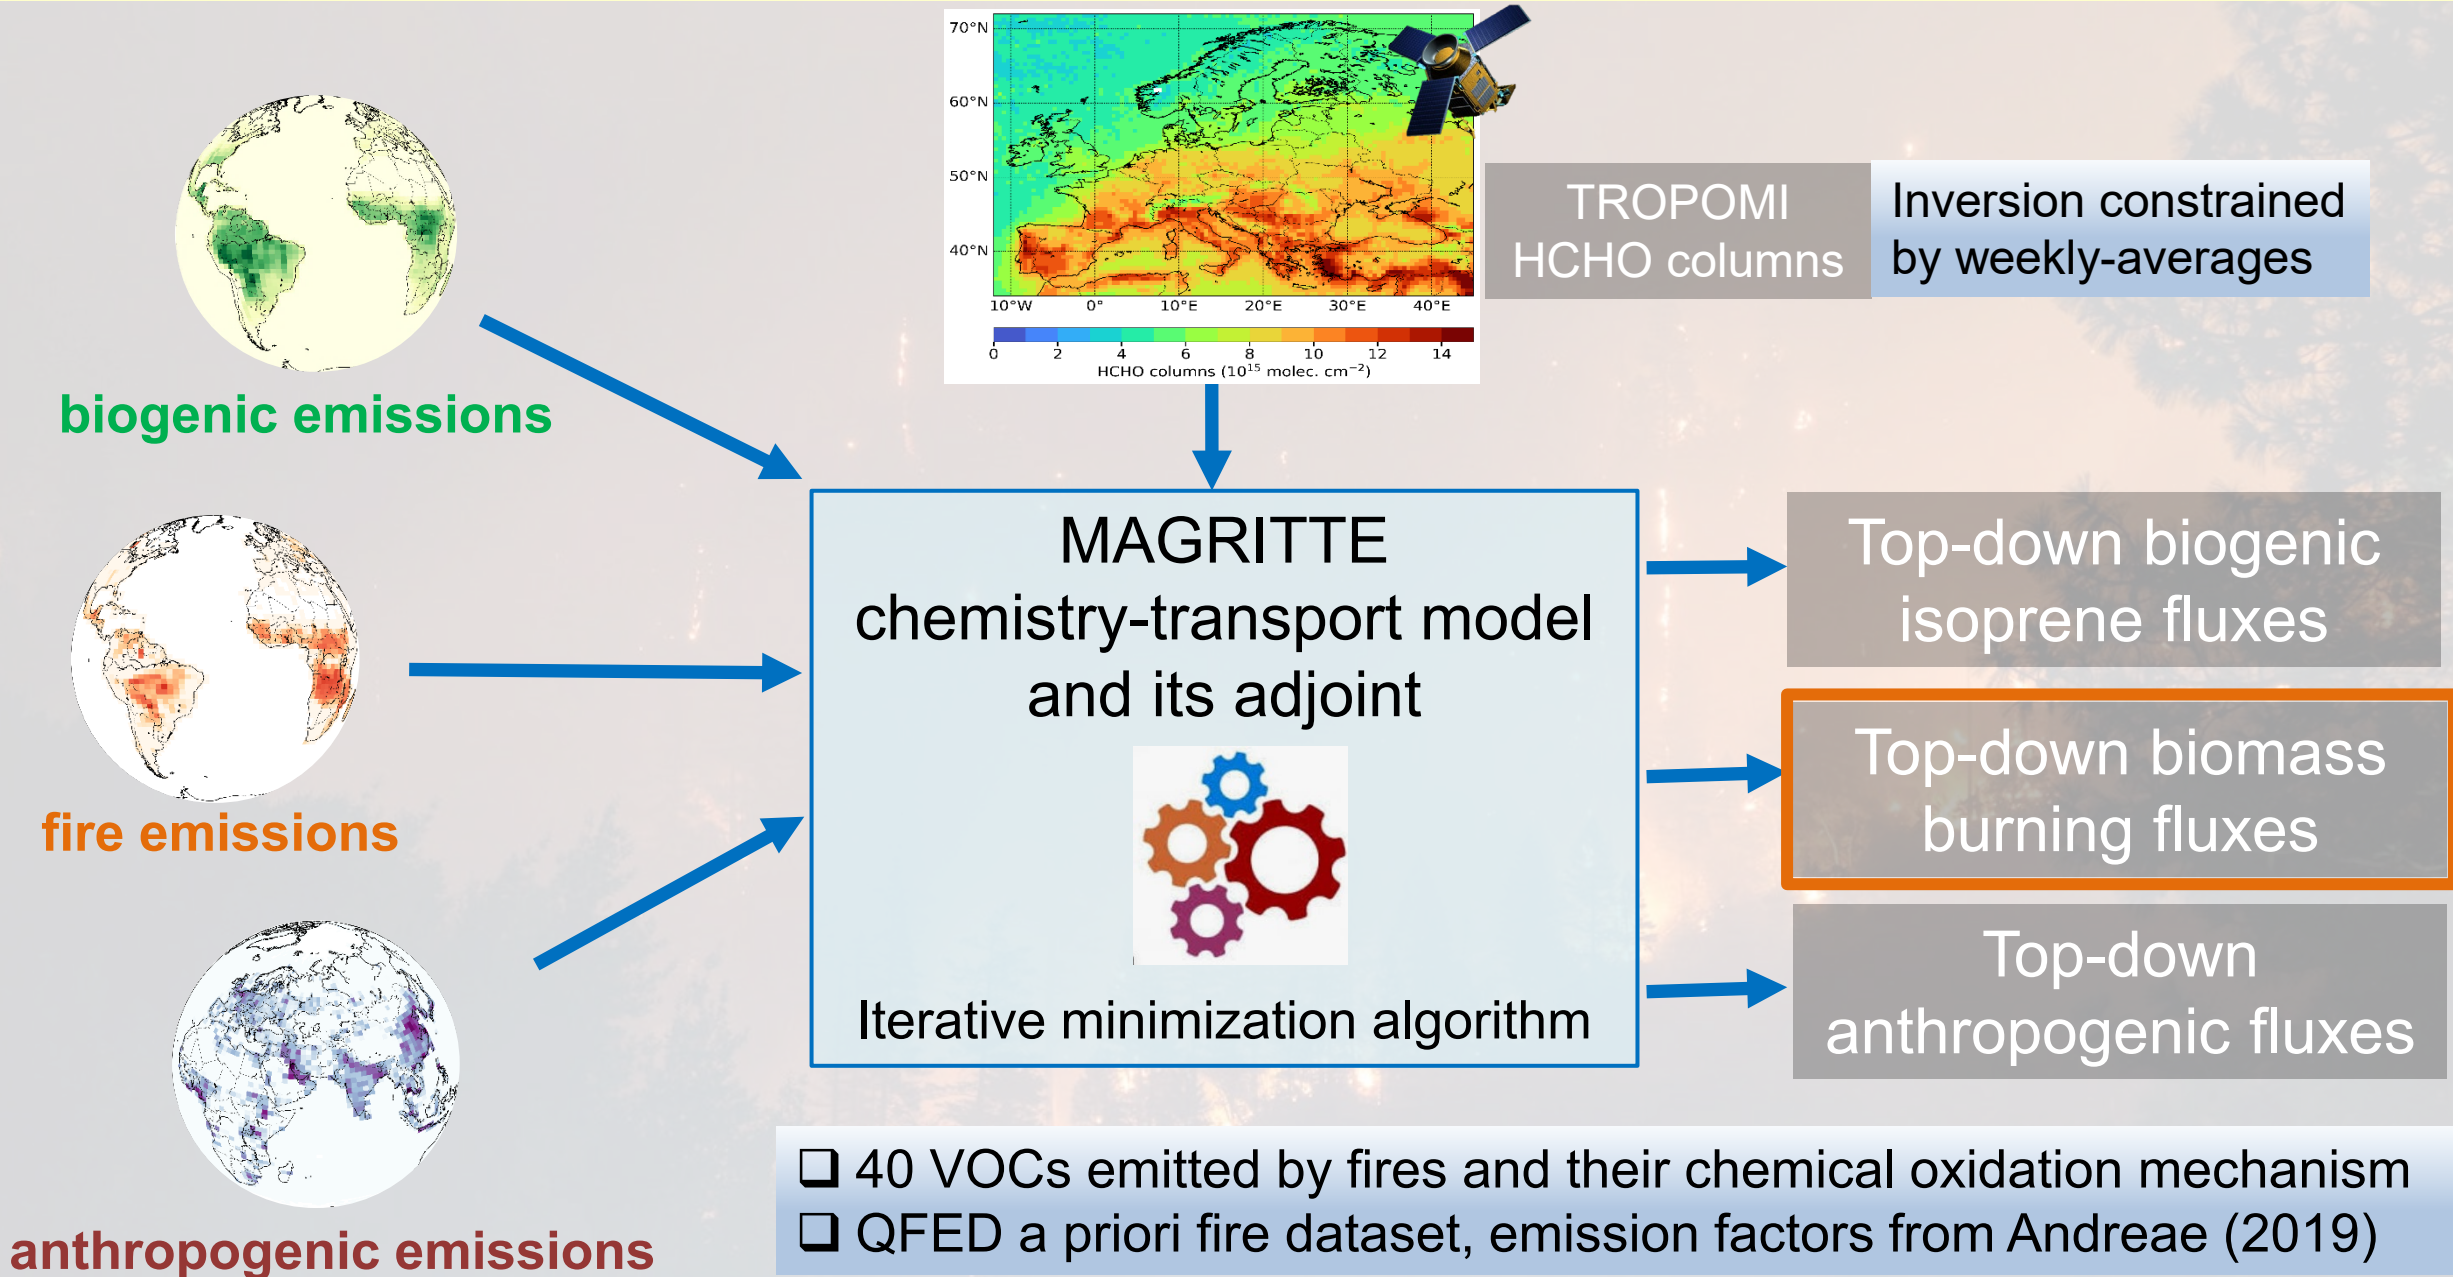 70°N
60°N
50°N
40°N
10°W 0° 10°E 20°E 30°E 40°E
0 2 4 6 8 10 12 14
HCHO columns (10¹⁵ molec. cm⁻²)
TROPOMI
HCHO columns
Inversion constrained
by weekly-averages
biogenic emissions
fire emissions
anthropogenic emissions
MAGRITTE
chemistry-transport model
and its adjoint
Iterative minimization algorithm
Top-down biogenic
isoprene fluxes
Top-down biomass
burning fluxes
Top-down
anthropogenic fluxes
❑ 40 VOCs emitted by fires and their chemical oxidation mechanism
❑ QFED a priori fire dataset, emission factors from Andreae (2019)